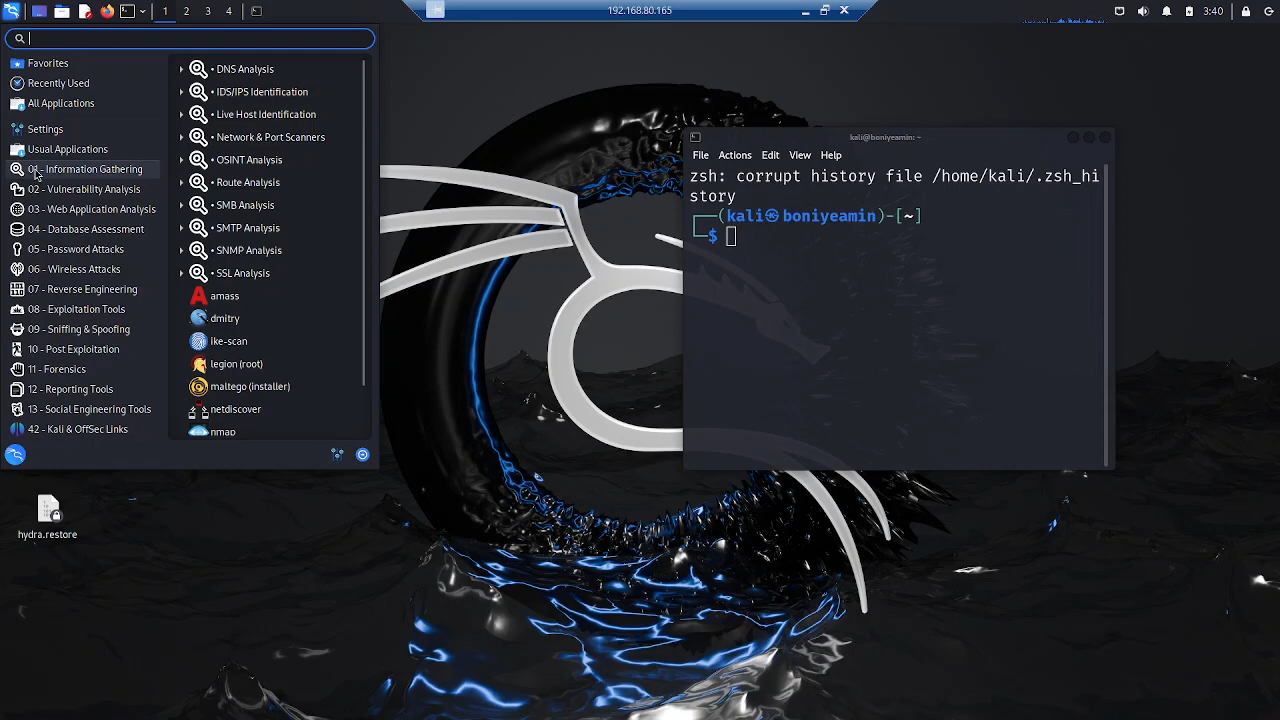 1 2 3 4
192.168.80.165
3:40
Favorites
Recently Used
All Applications
Settings
Usual Applications
01 - Information Gathering
02 - Vulnerability Analysis
03 - Web Application Analysis
04 - Database Assessment
05 - Password Attacks
06 - Wireless Attacks
07 - Reverse Engineering
08 - Exploitation Tools
09 - Sniffing & Spoofing
10 - Post Exploitation
11 - Forensics
12 - Reporting Tools
13 - Social Engineering Tools
42 - Kali & OffSec Links
• DNS Analysis
• IDS/IPS Identification
• Live Host Identification
• Network & Port Scanners
• OSINT Analysis
• Route Analysis
• SMB Analysis
• SMTP Analysis
• SNMP Analysis
• SSL Analysis
amass
dmitry
ike-scan
legion (root)
maltego (installer)
netdiscover
nmap
kali@boniyeamin: ~
File Actions Edit View Help
zsh: corrupt history file /home/kali/.zsh_hi
story
┌──(kali㉿boniyeamin)-[~]
└─$
hydra.restore